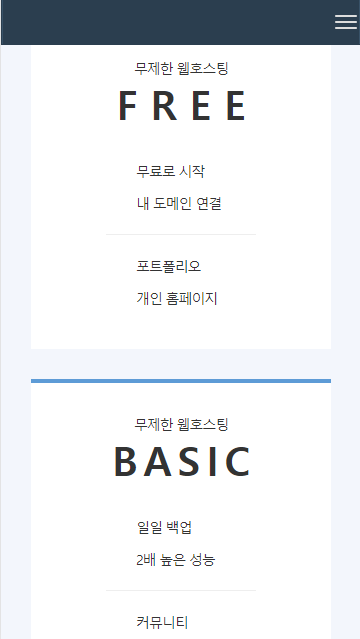 무제한 웹호스팅
FREE
무료로 시작
내 도메인 연결
포트폴리오
개인 홈페이지
무제한 웹호스팅
BASIC
일일 백업
2배 높은 성능
커뮤니티